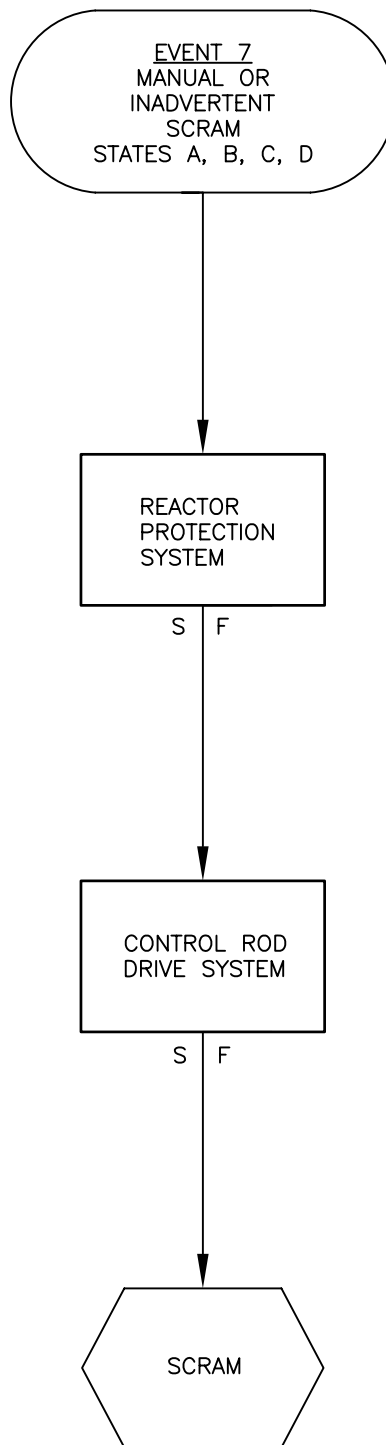 EVENT 7
MANUAL OR
INADVERTENT
SCRAM
STATES A, B, C, D
REACTOR
PROTECTION
SYSTEM
S F
CONTROL ROD
DRIVE SYSTEM
S F
SCRAM